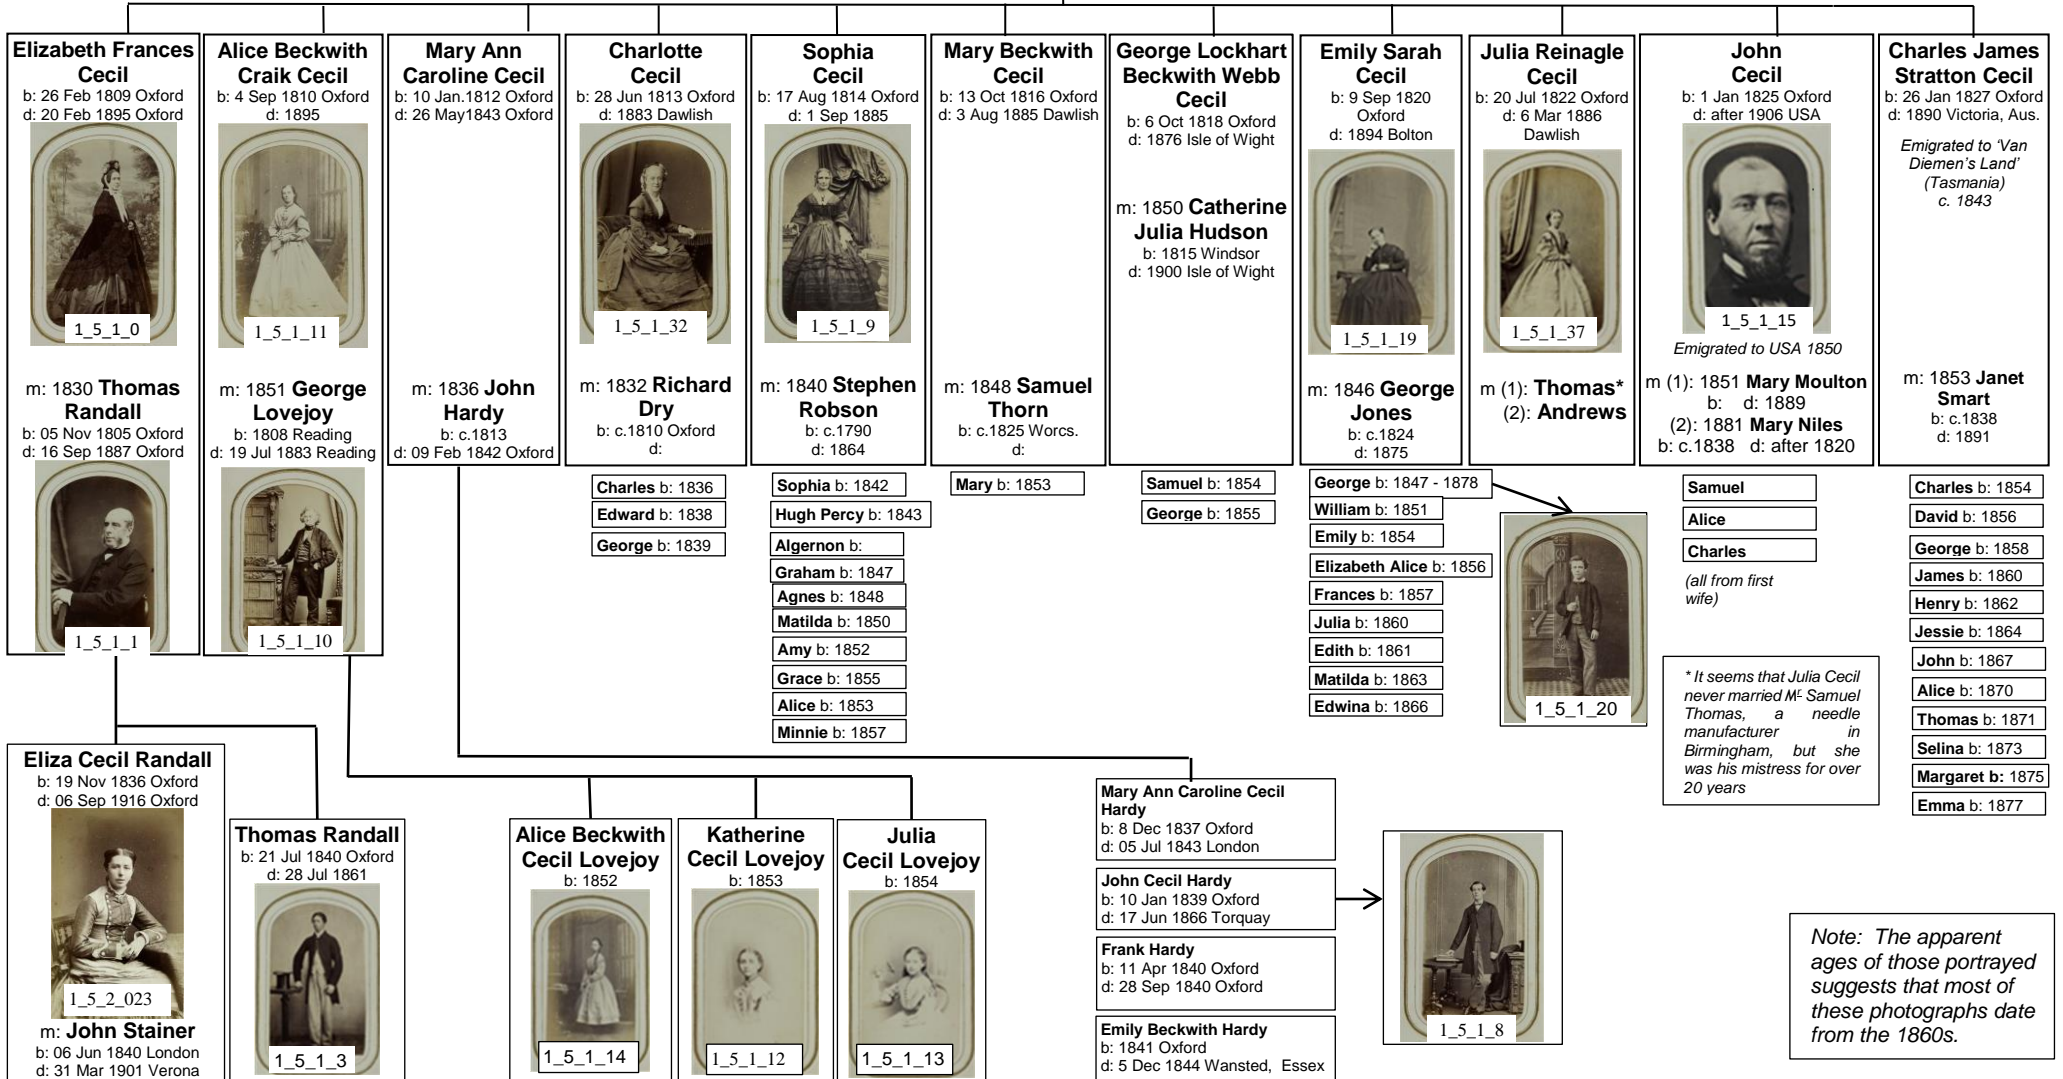 Elizabeth Frances
Cecil
b: 26 Feb 1809 Oxford
d: 20 Feb 1895 Oxford
1_5_1_0
m: 1830 Thomas
Randall
b: 05 Nov 1805 Oxford
d: 16 Sep 1887 Oxford
1_5_1_1
Alice Beckwith
Craik Cecil
b: 4 Sep 1810 Oxford
d: 1895
1_5_1_11
m: 1851 George
Lovejoy
b: 1808 Reading
d: 19 Jul 1883 Reading
1_5_1_10
Mary Ann
Caroline Cecil
b: 10 Jan.1812 Oxford
d: 26 May1843 Oxford
m: 1836 John
Hardy
b: c.1813
d: 09 Feb 1842 Oxford
Charlotte
Cecil
b: 28 Jun 1813 Oxford
d: 1883 Dawlish
1_5_1_32
m: 1832 Richard
Dry
b: c.1810 Oxford
d:
Charles b: 1836
Edward b: 1838
George b: 1839
Sophia
Cecil
b: 17 Aug 1814 Oxford
d: 1 Sep 1885
1_5_1_9
m: 1840 Stephen
Robson
b: c.1790
d: 1864
Sophia b: 1842
Hugh Percy b: 1843
Algernon b:
Graham b: 1847
Agnes b: 1848
Matilda b: 1850
Amy b: 1852
Grace b: 1855
Alice b: 1853
Minnie b: 1857
Mary Beckwith
Cecil
b: 13 Oct 1816 Oxford
d: 3 Aug 1885 Dawlish
m: 1848 Samuel
Thorn
b: c.1825 Worcs.
d:
Mary b: 1853
George Lockhart
Beckwith Webb
Cecil
b: 6 Oct 1818 Oxford
d: 1876 Isle of Wight
m: 1850 Catherine
Julia Hudson
b: 1815 Windsor
d: 1900 Isle of Wight
Samuel b: 1854
George b: 1855
Emily Sarah
Cecil
b: 9 Sep 1820
Oxford
d: 1894 Bolton
1_5_1_19
m: 1846 George
Jones
b: c.1824
d: 1875
George b: 1847 - 1878
William b: 1851
Emily b: 1854
Elizabeth Alice b: 1856
Frances b: 1857
Julia b: 1860
Edith b: 1861
Matilda b: 1863
Edwina b: 1866
1_5_1_20
Julia Reinagle
Cecil
b: 20 Jul 1822 Oxford
d: 6 Mar 1886
Dawlish
1_5_1_37
m (1): Thomas*
(2): Andrews
John
Cecil
b: 1 Jan 1825 Oxford
d: after 1906 USA
1_5_1_15
Emigrated to USA 1850
m (1): 1851 Mary Moulton
b: d: 1889
(2): 1881 Mary Niles
b: c.1838 d: after 1820
Samuel
Alice
Charles
(all from first
wife)
* It seems that Julia Cecil
never married Mr Samuel
Thomas, a needle
manufacturer in
Birmingham, but she
was his mistress for over
20 years
Charles James
Stratton Cecil
b: 26 Jan 1827 Oxford
d: 1890 Victoria, Aus.
Emigrated to ‘Van
Diemen’s Land’
(Tasmania)
c. 1843
m: 1853 Janet
Smart
b: c.1838
d: 1891
Charles b: 1854
David b: 1856
George b: 1858
James b: 1860
Henry b: 1862
Jessie b: 1864
John b: 1867
Alice b: 1870
Thomas b: 1871
Selina b: 1873
Margaret b: 1875
Emma b: 1877
Eliza Cecil Randall
b: 19 Nov 1836 Oxford
d: 06 Sep 1916 Oxford
1_5_2_023
m: John Stainer
b: 06 Jun 1840 London
d: 31 Mar 1901 Verona
Thomas Randall
b: 21 Jul 1840 Oxford
d: 28 Jul 1861
1_5_1_3
Alice Beckwith
Cecil Lovejoy
b: 1852
1_5_1_14
Katherine
Cecil Lovejoy
b: 1853
1_5_1_12
Julia
Cecil Lovejoy
b: 1854
1_5_1_13
Mary Ann Caroline Cecil
Hardy
b: 8 Dec 1837 Oxford
d: 05 Jul 1843 London
John Cecil Hardy
b: 10 Jan 1839 Oxford
d: 17 Jun 1866 Torquay
Frank Hardy
b: 11 Apr 1840 Oxford
d: 28 Sep 1840 Oxford
Emily Beckwith Hardy
b: 1841 Oxford
d: 5 Dec 1844 Wansted, Essex
1_5_1_8
Note: The apparent
ages of those portrayed
suggests that most of
these photographs date
from the 1860s.